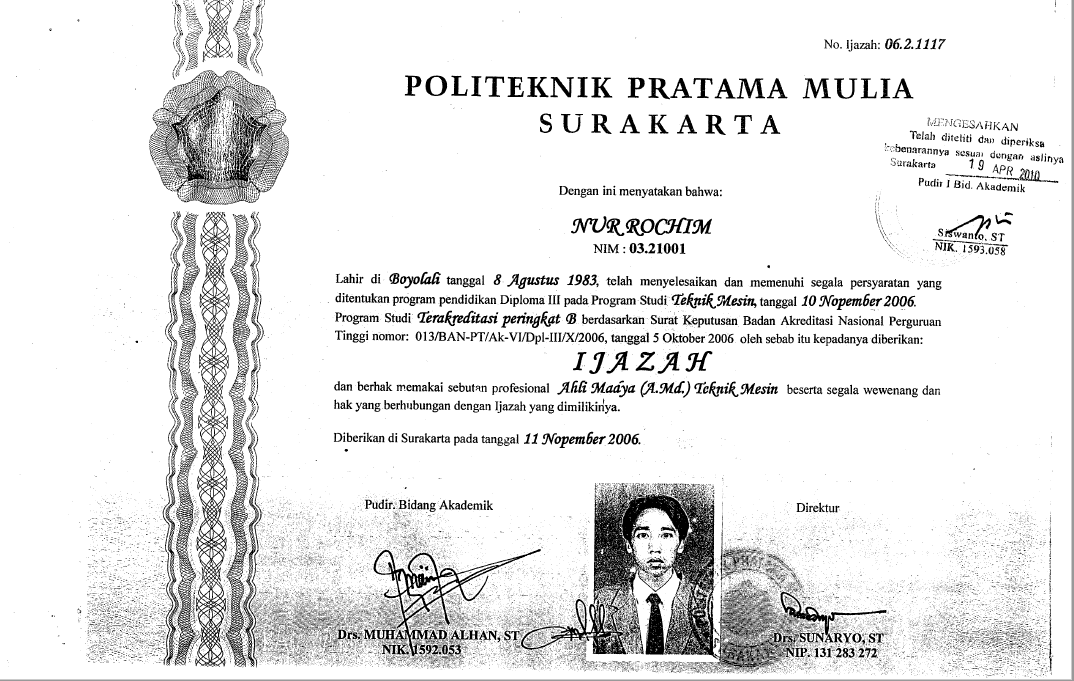 No. Ijazah: 06.2.1117
POLITEKNIK PRATAMA MULIA
SURAKARTA
MENGESAHKAN
Telah diteliti dan diperiksa
kebenarannya sesuai dengan aslinya
Surakarta 19 APR 2010
Pudir I Bid. Akademik
Siswanto, ST
NIK. 1593.058
Dengan ini menyatakan bahwa:
NUR ROCHIM
NIM : 03.21001
Lahir di Boyolali tanggal 8 Agustus 1983, telah menyelesaikan dan memenuhi segala persyaratan yang
ditentukan program pendidikan Diploma III pada Program Studi Teknik Mesin, tanggal 10 Nopember 2006.
Program Studi Terakreditasi peringkat B berdasarkan Surat Keputusan Badan Akreditasi Nasional Perguruan
Tinggi nomor: 013/BAN-PT/Ak-VI/Dpl-III/X/2006, tanggal 5 Oktober 2006 oleh sebab itu kepadanya diberikan:
IJAZAH
dan berhak memakai sebutan profesional Ahli Madya (A.Md.) Teknik Mesin beserta segala wewenang dan
hak yang berhubungan dengan Ijazah yang dimilikinya.
Diberikan di Surakarta pada tanggal 11 Nopember 2006.
Pudir. Bidang Akademik
Direktur
Drs. MUHAMMAD ALHAN, ST
NIK. 1592.053
Drs. SUNARYO, ST
NIP. 131 283 272